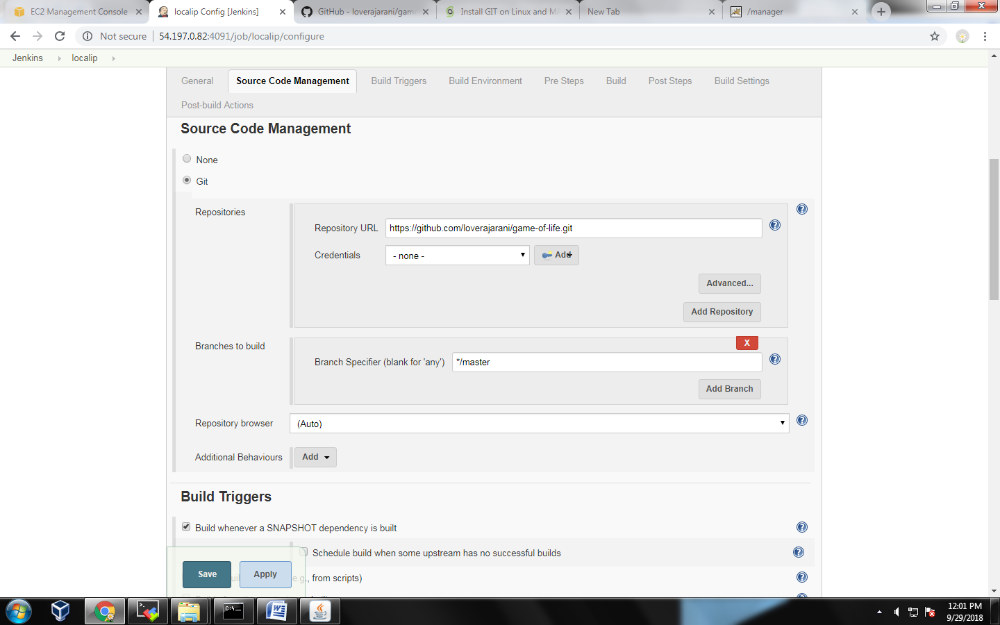 EC2 Management Console
localip Config [Jenkins]
GitHub - loverajarani/gam
Install GIT on Linux and M
New Tab
/manager
Not secure
54.197.0.82:4091/job/localip/configure
Jenkins
localip
General
Source Code Management
Build Triggers
Build Environment
Pre Steps
Build
Post Steps
Build Settings
Post-build Actions
Source Code Management
None
Git
Repositories
Repository URL
https://github.com/loverajarani/game-of-life.git
Credentials
- none -
Add
Advanced...
Add Repository
Branches to build
X
Branch Specifier (blank for 'any')
*/master
Add Branch
Repository browser
(Auto)
Additional Behaviours
Add
Build Triggers
Build whenever a SNAPSHOT dependency is built
Schedule build when some upstream has no successful builds
Save
Apply
e.g., from scripts)
12:01 PM
9/29/2018